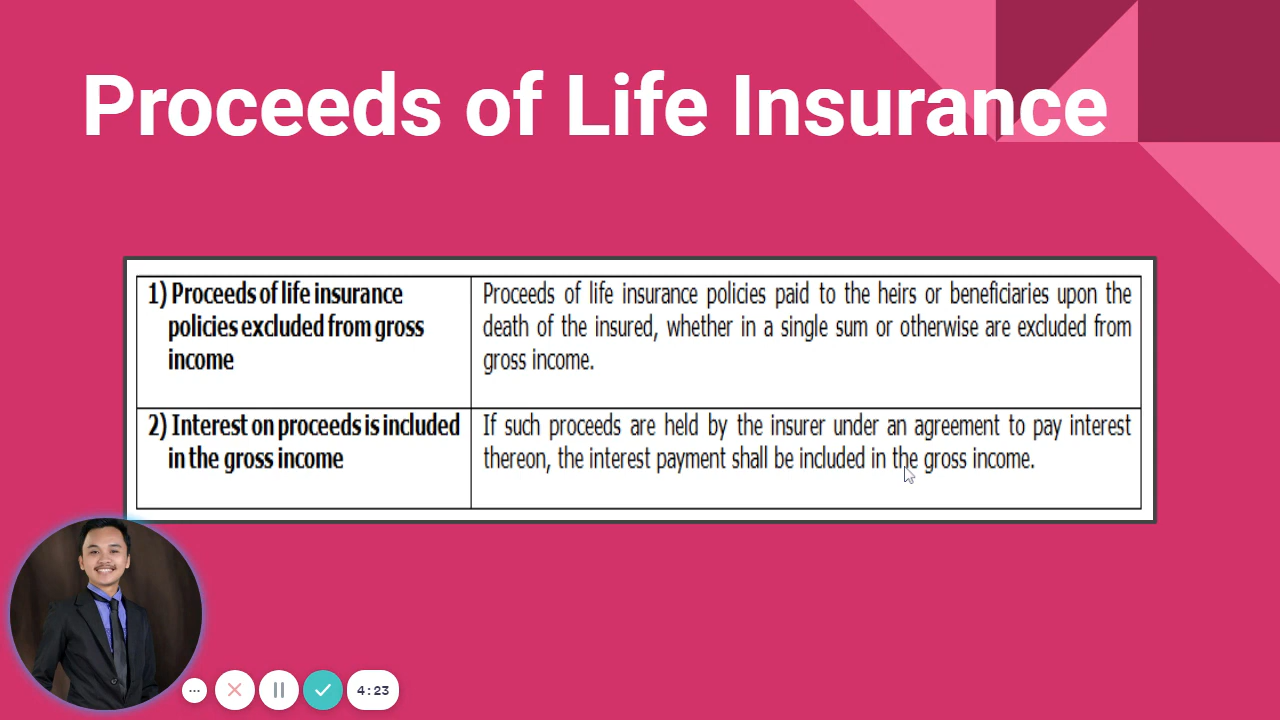 Proceeds of Life Insurance
1) Proceeds of life insurance
policies excluded from gross
income
Proceeds of life insurance policies paid to the heirs or beneficiaries upon the
death of the insured, whether in a single sum or otherwise are excluded from
gross income.
2) Interest on proceeds is included
in the gross income
If such proceeds are held by the insurer under an agreement to pay interest
thereon, the interest payment shall be included in the gross income.
4:23